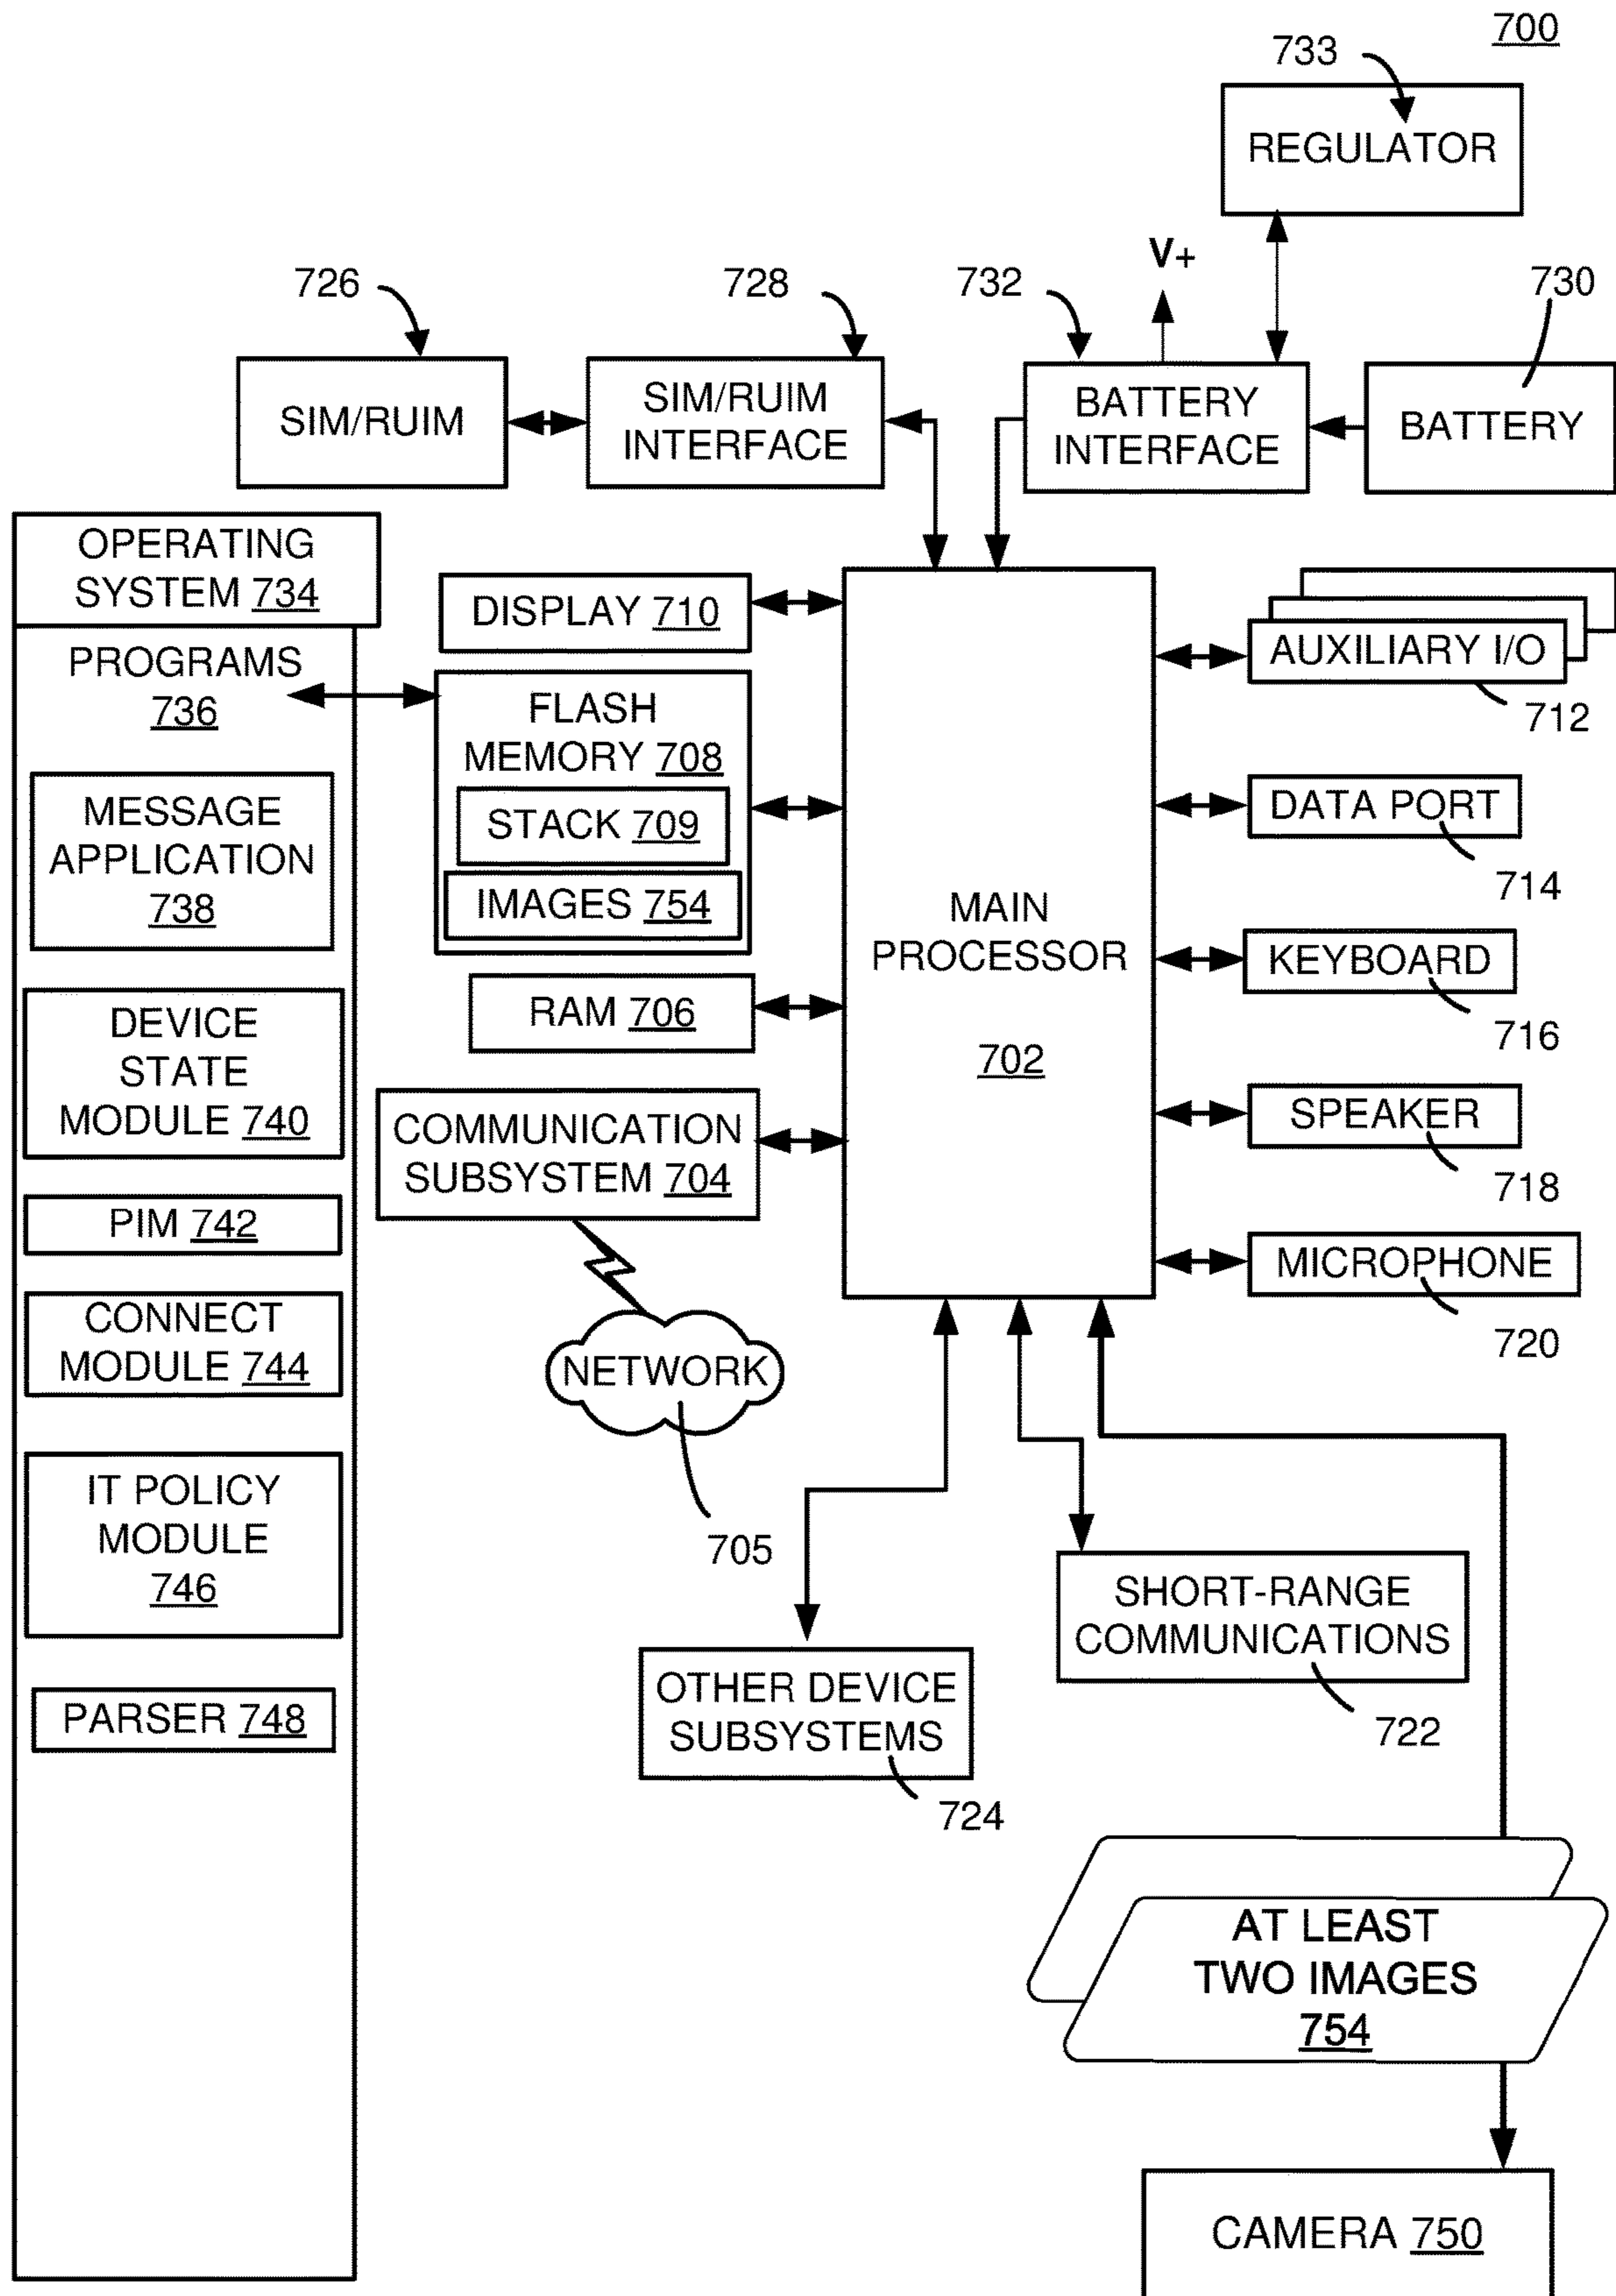 700
733
REGULATOR
V+
726
728
732
730
SIM/RUIM
SIM/RUIM
INTERFACE
BATTERY
INTERFACE
BATTERY
OPERATING
SYSTEM 734
PROGRAMS
736
MESSAGE
APPLICATION
738
DEVICE
STATE
MODULE 740
PIM 742
CONNECT
MODULE 744
IT POLICY
MODULE
746
PARSER 748
DISPLAY 710
FLASH
MEMORY 708
STACK 709
IMAGES 754
RAM 706
COMMUNICATION
SUBSYSTEM 704
NETWORK
705
MAIN
PROCESSOR
702
AUXILIARY I/O
712
DATA PORT
714
KEYBOARD
716
SPEAKER
718
MICROPHONE
720
SHORT-RANGE
COMMUNICATIONS
722
OTHER DEVICE
SUBSYSTEMS
724
AT LEAST
TWO IMAGES
754
CAMERA 750